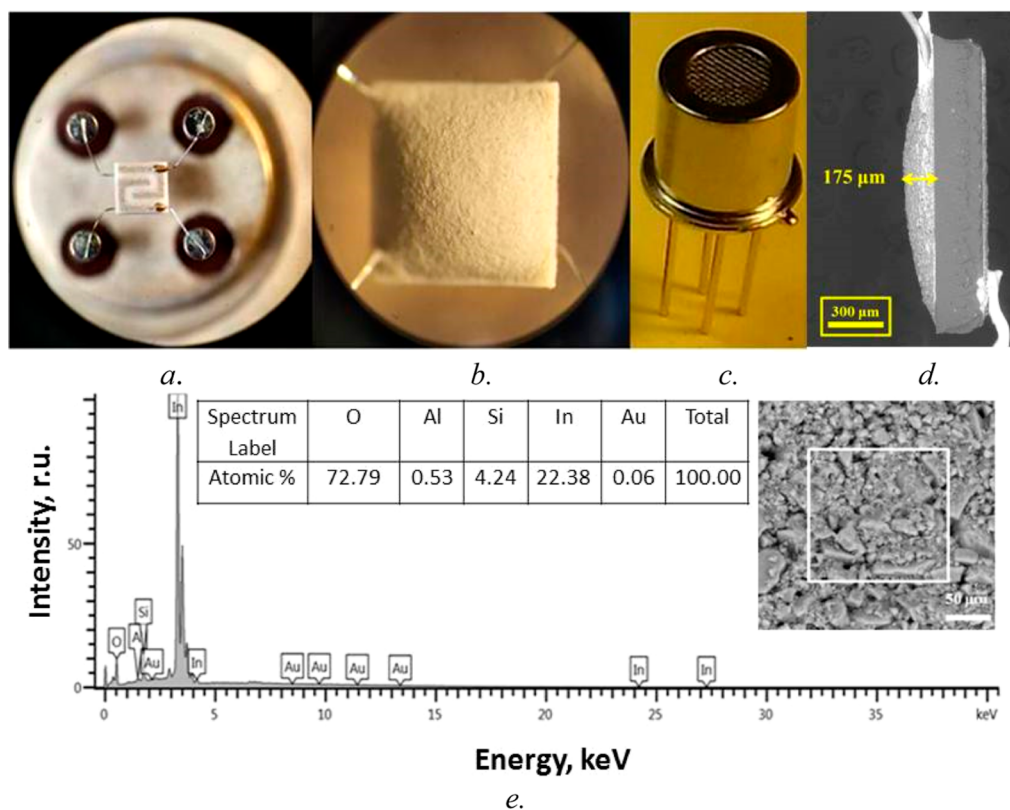 175 μm
300 μm
a.
b.
c.
d.
Spectrum Label O Al Si In Au Total
Atomic % 72.79 0.53 4.24 22.38 0.06 100.00
In
50
Si
O
A
Au
In
Au
Au
Au
Au
In
In
50 μm
0
0 5 10 15 20 25 30 35 keV
Intensity, r.u.
Energy, keV
e.